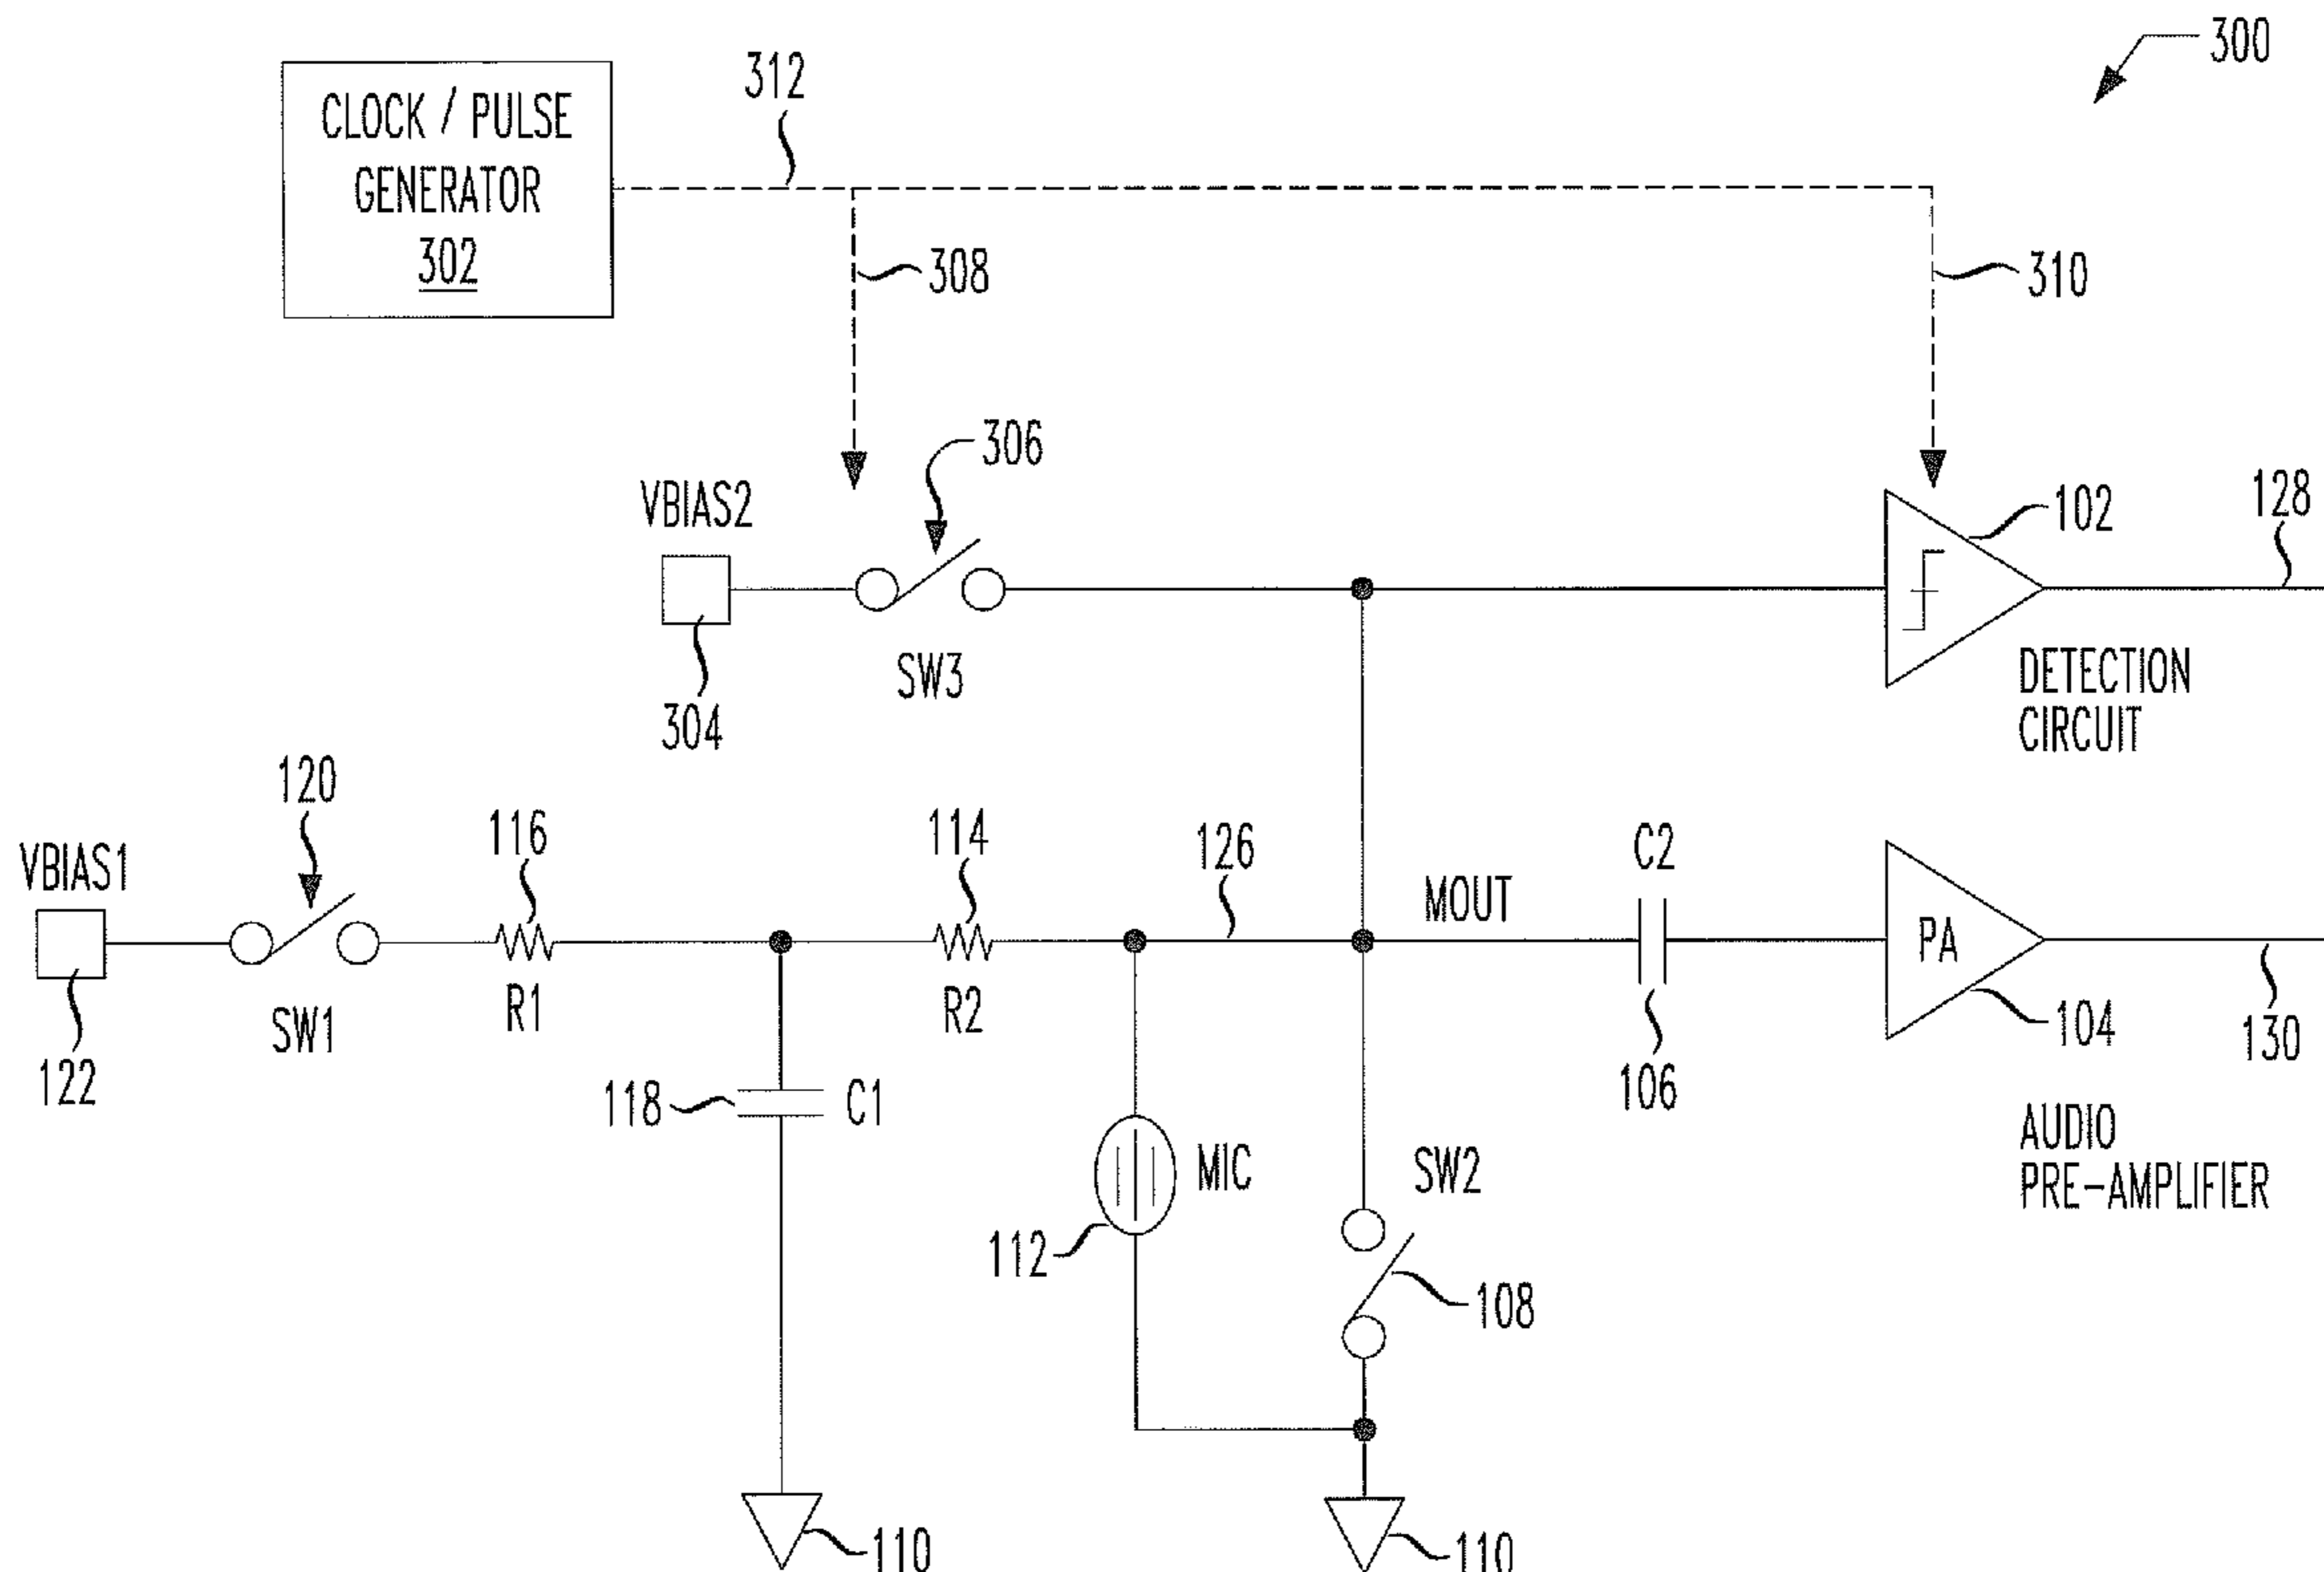 300
312
CLOCK / PULSE
GENERATOR
302
308
310
306
VBIAS2
102
128
SW3
304
DETECTION
CIRCUIT
120
116
114
126
C2
VBIAS1
MOUT
PA
R1
R2
SW1
122
118
C1
106
104
130
MIC
SW2
AUDIO
PRE-AMPLIFIER
112
108
110
110